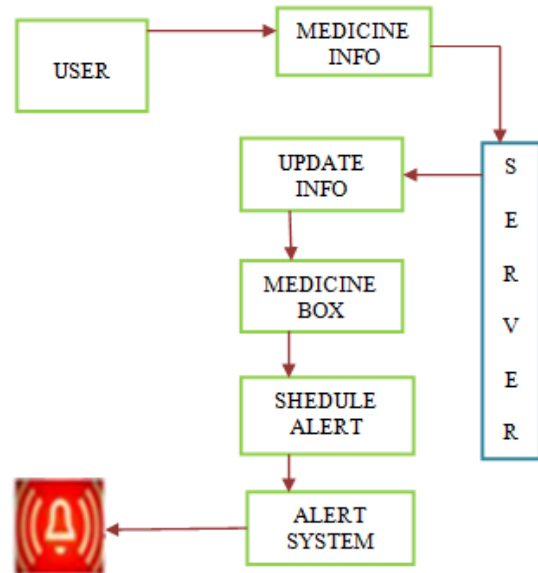 USER
MEDICINE
INFO
S
E
R
V
E
R
UPDATE
INFO
MEDICINE
BOX
SHEDULE
ALERT
ALERT
SYSTEM